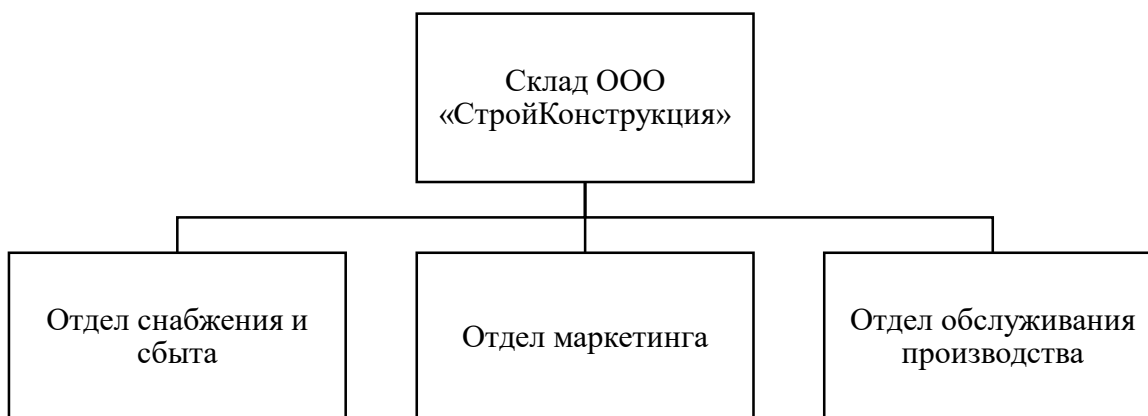 Склад ООО
«СтройКонструкция»
Отдел снабжения и
сбыта
Отдел маркетинга
Отдел обслуживания
производства